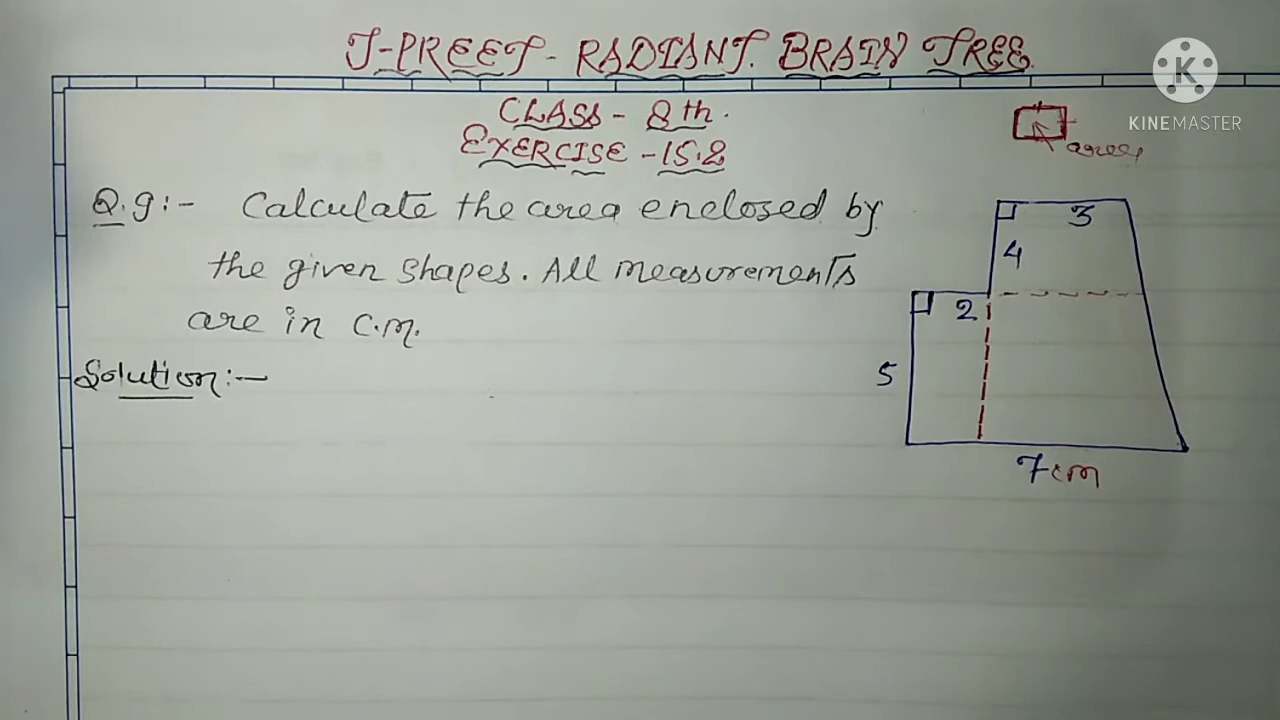 J-PREET - RADIANT. BRAIN TREE.
K
KINEMASTER
CLASS - 8th.
EXERCISE - 15.2
area
Q.9:- Calculate the area enclosed by
the given shapes. All measurements
are in C.M.
Solution:-
3
4
2
5
7cm